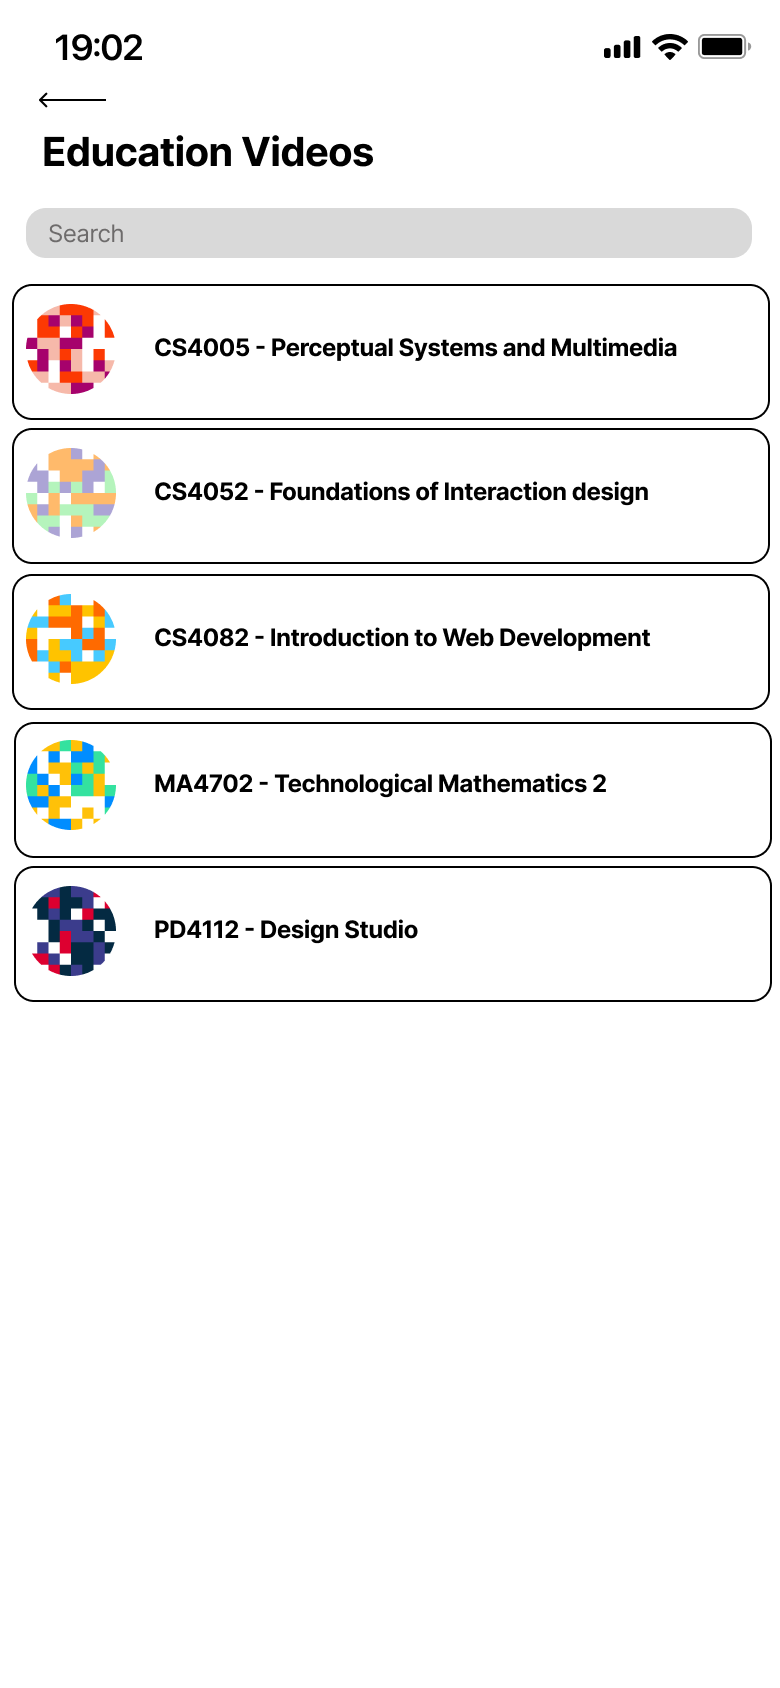 19:02
Education Videos
Search
CS4005 - Perceptual Systems and Multimedia
CS4052 - Foundations of Interaction design
CS4082 - Introduction to Web Development
MA4702 - Technological Mathematics 2
PD4112 - Design Studio